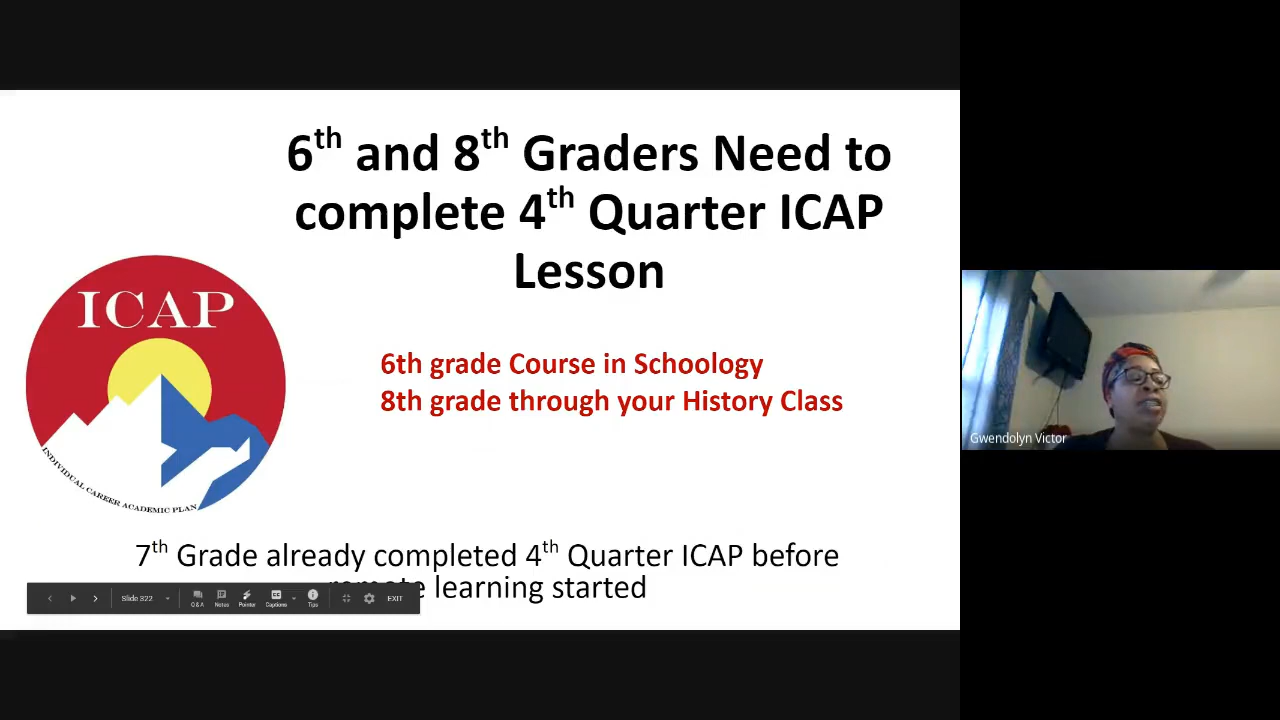 6th and 8th Graders Need to
complete 4th Quarter ICAP
Lesson
ICAP
INDIVIDUAL CAREER ACADEMIC PLAN
6th grade Course in Schoology
8th grade through your History Class
7th Grade already completed 4th Quarter ICAP before
remote learning started
Slide 322
Q & A
Notes
Pointer
Captions
Tips
EXIT
Gwendolyn Victor